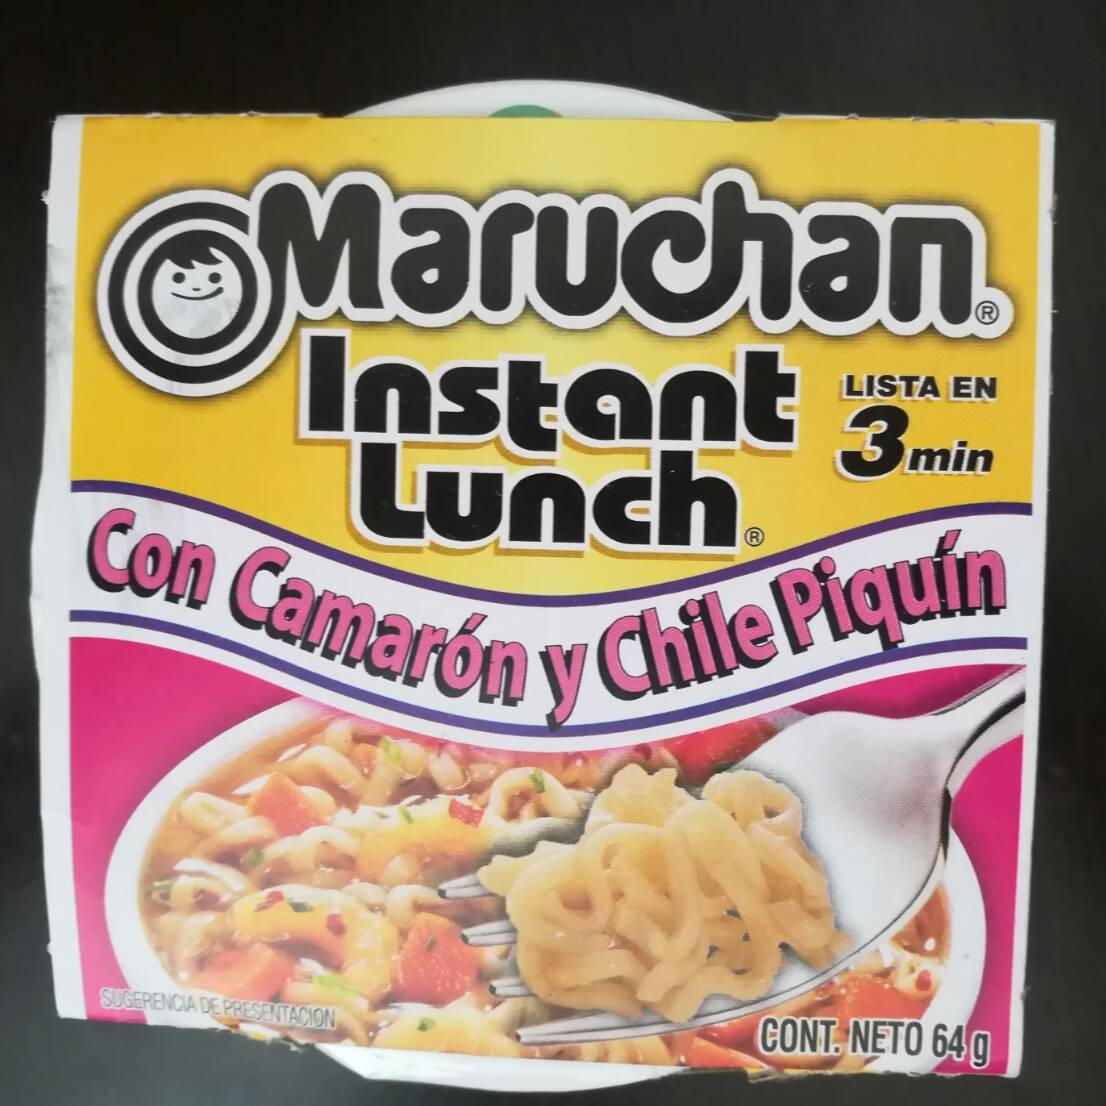 Maruchan®
Instant
Lunch®
LISTA EN
3 min
Con Camarón y Chile Piquín
SUGERENCIA DE PRESENTACION
CONT. NETO 64 g